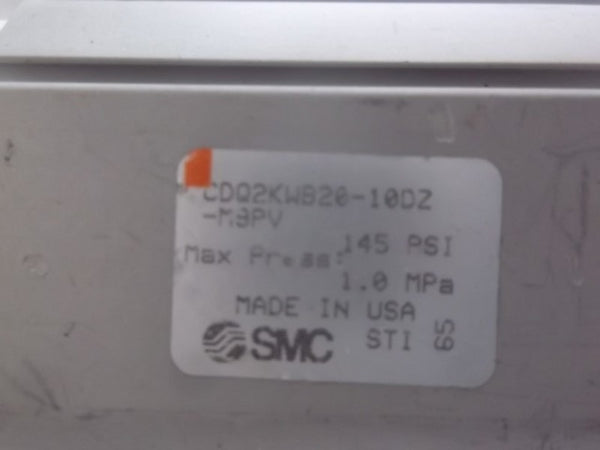 CDQ2KWB20-10DZ
-M9PV
Max Press: 145 PSI
1.0 MPa
MADE IN USA
SMC STI 65